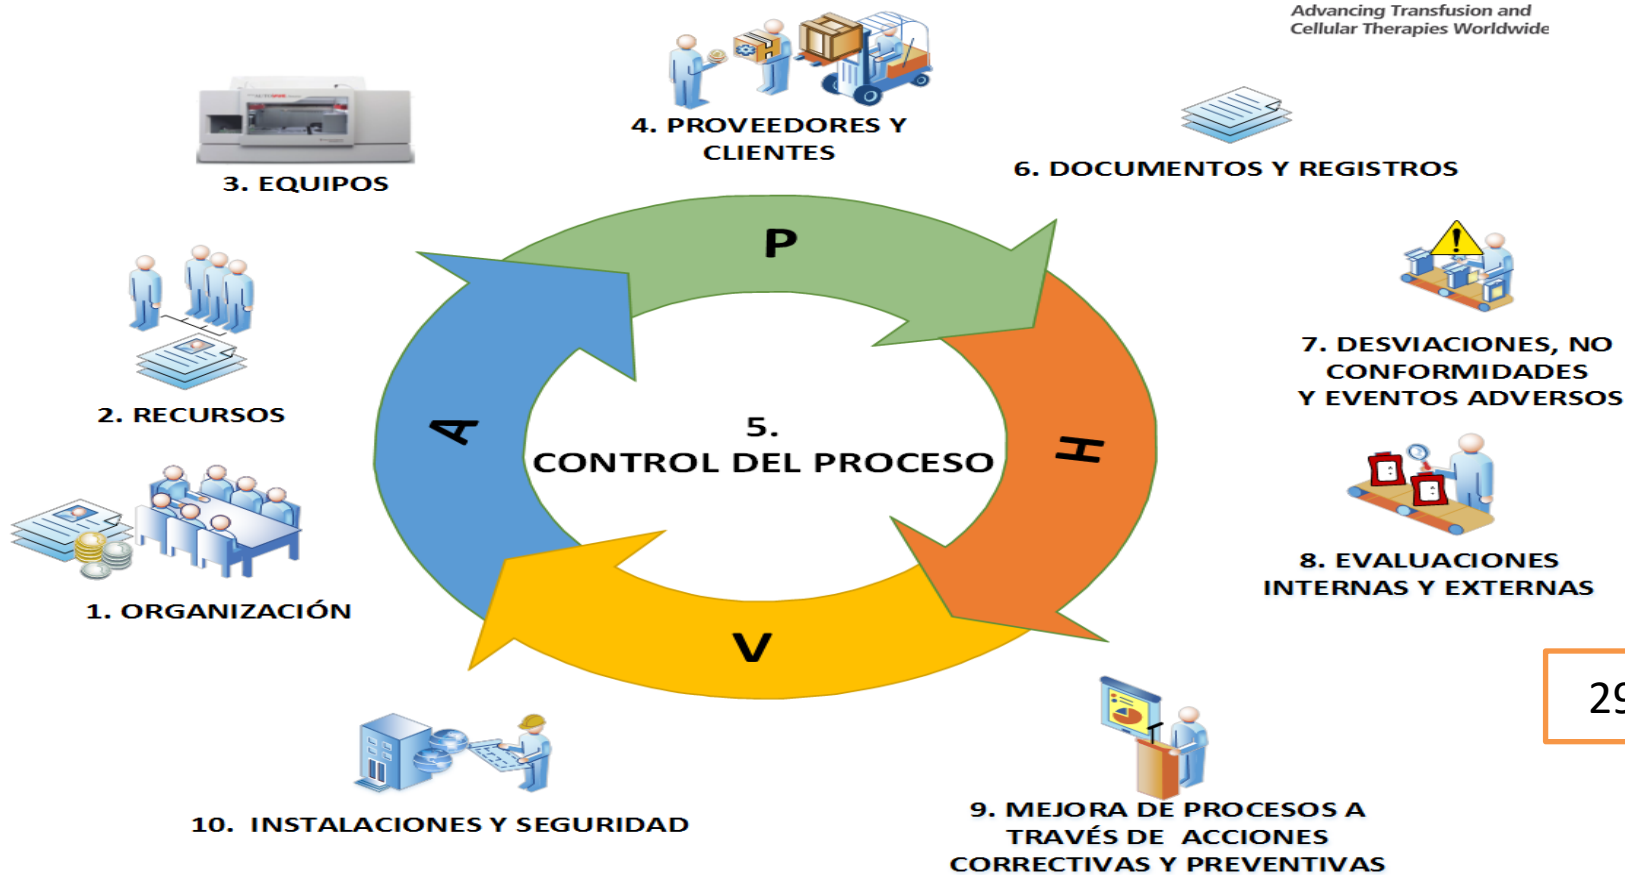 Advancing Transfusion and
Cellular Therapies Worldwide
4. PROVEEDORES Y
CLIENTES
6. DOCUMENTOS Y REGISTROS
3. EQUIPOS
P
7. DESVIACIONES, NO
CONFORMIDADES
Y EVENTOS ADVERSOS
2. RECURSOS
A
5.
CONTROL DEL PROCESO
H
8. EVALUACIONES
INTERNAS Y EXTERNAS
1. ORGANIZACIÓN
V
29
10. INSTALACIONES Y SEGURIDAD
9. MEJORA DE PROCESOS A
TRAVÉS DE ACCIONES
CORRECTIVAS Y PREVENTIVAS